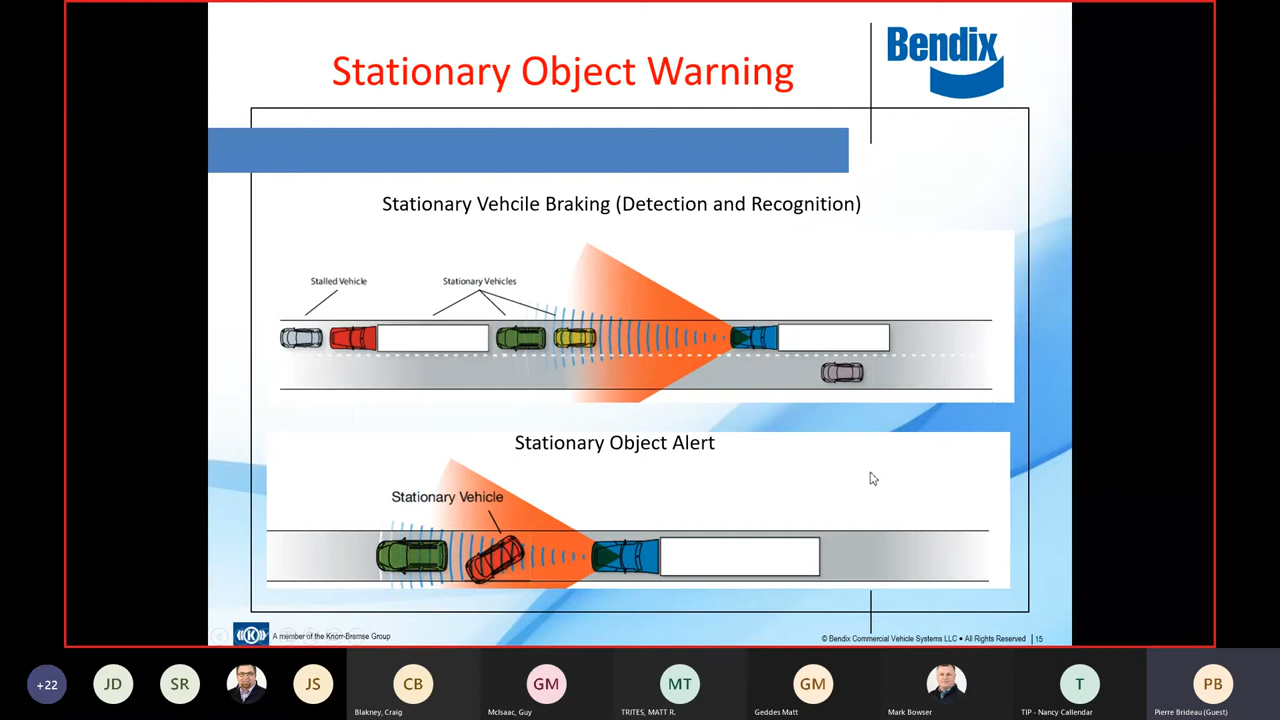 Stationary Object Warning
Bendix
Stationary Vehcile Braking (Detection and Recognition)
Stalled Vehicle
Stationary Vehicles
Stationary Object Alert
Stationary Vehicle
K
A member of the Knorr-Bremse Group
© Bendix Commercial Vehicle Systems LLC • All Rights Reserved | 15
+22
JD
SR
JS
CB
GM
MT
GM
T
PB
Blakney, Craig
McIsaac, Guy
TRITES, MATT R.
Geddes Matt
Mark Bowser
TIP - Nancy Callendar
Pierre Brideau (Guest)